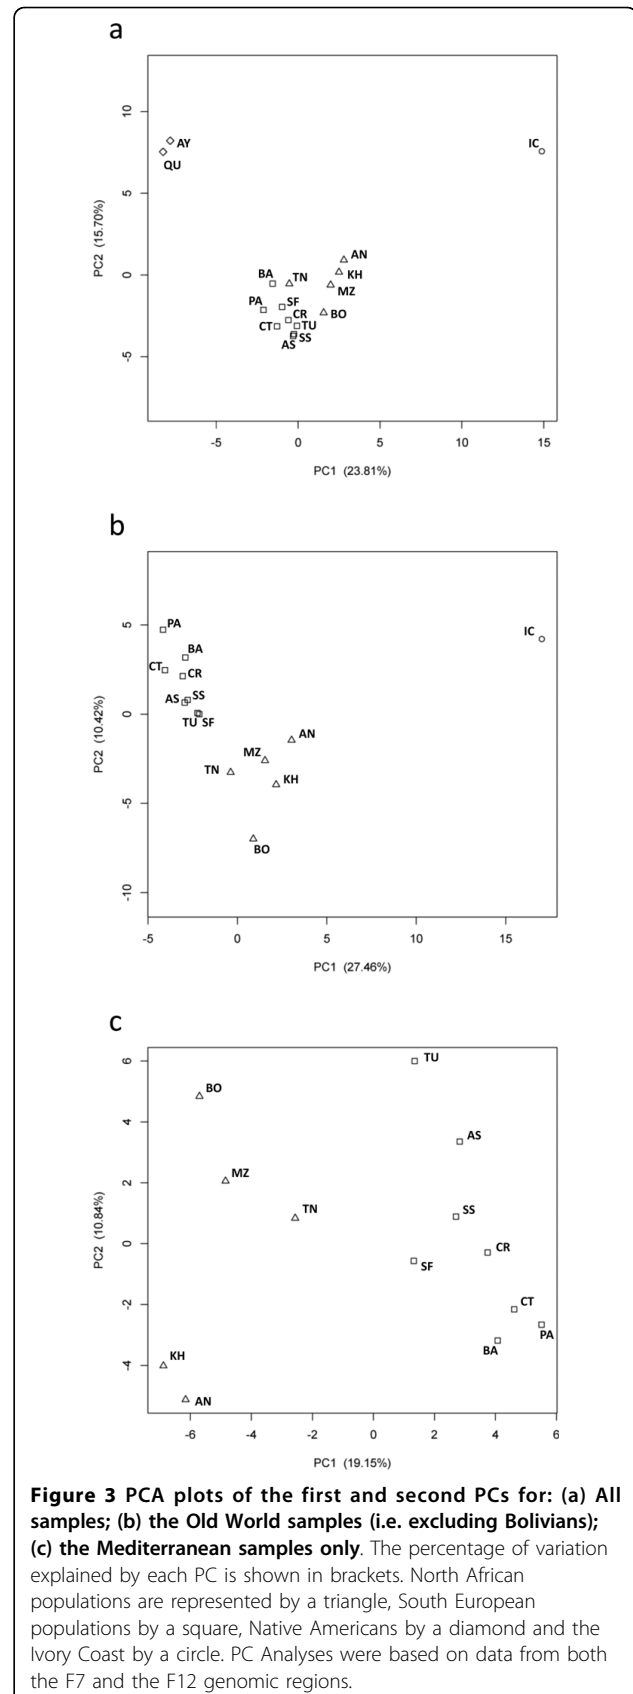 a
10
5
0
-5
PC2 (15.70%)
AY
QU
IC
AN
KH
MZ
BA
TN
PA
SF
CR
BO
CT
TU
SS
AS
-5 0 5 10 15
PC1 (23.81%)
b
5
0
-5
-10
PC2 (10.42%)
PA
IC
BA
CT
CR
AS
SS
TU SF
AN
MZ
TN
KH
BO
-5 0 5 10 15
PC1 (27.46%)
c
6
4
2
0
-2
-4
PC2 (10.84%)
TU
BO
AS
MZ
TN
SS
CR
SF
CT
PA
BA
KH
AN
-6 -4 -2 0 2 4 6
PC1 (19.15%)
Figure 3 PCA plots of the first and second PCs for: (a) All
samples; (b) the Old World samples (i.e. excluding Bolivians);
(c) the Mediterranean samples only. The percentage of variation
explained by each PC is shown in brackets. North African
populations are represented by a triangle, South European
populations by a square, Native Americans by a diamond and the
Ivory Coast by a circle. PC Analyses were based on data from both
the F7 and the F12 genomic regions.